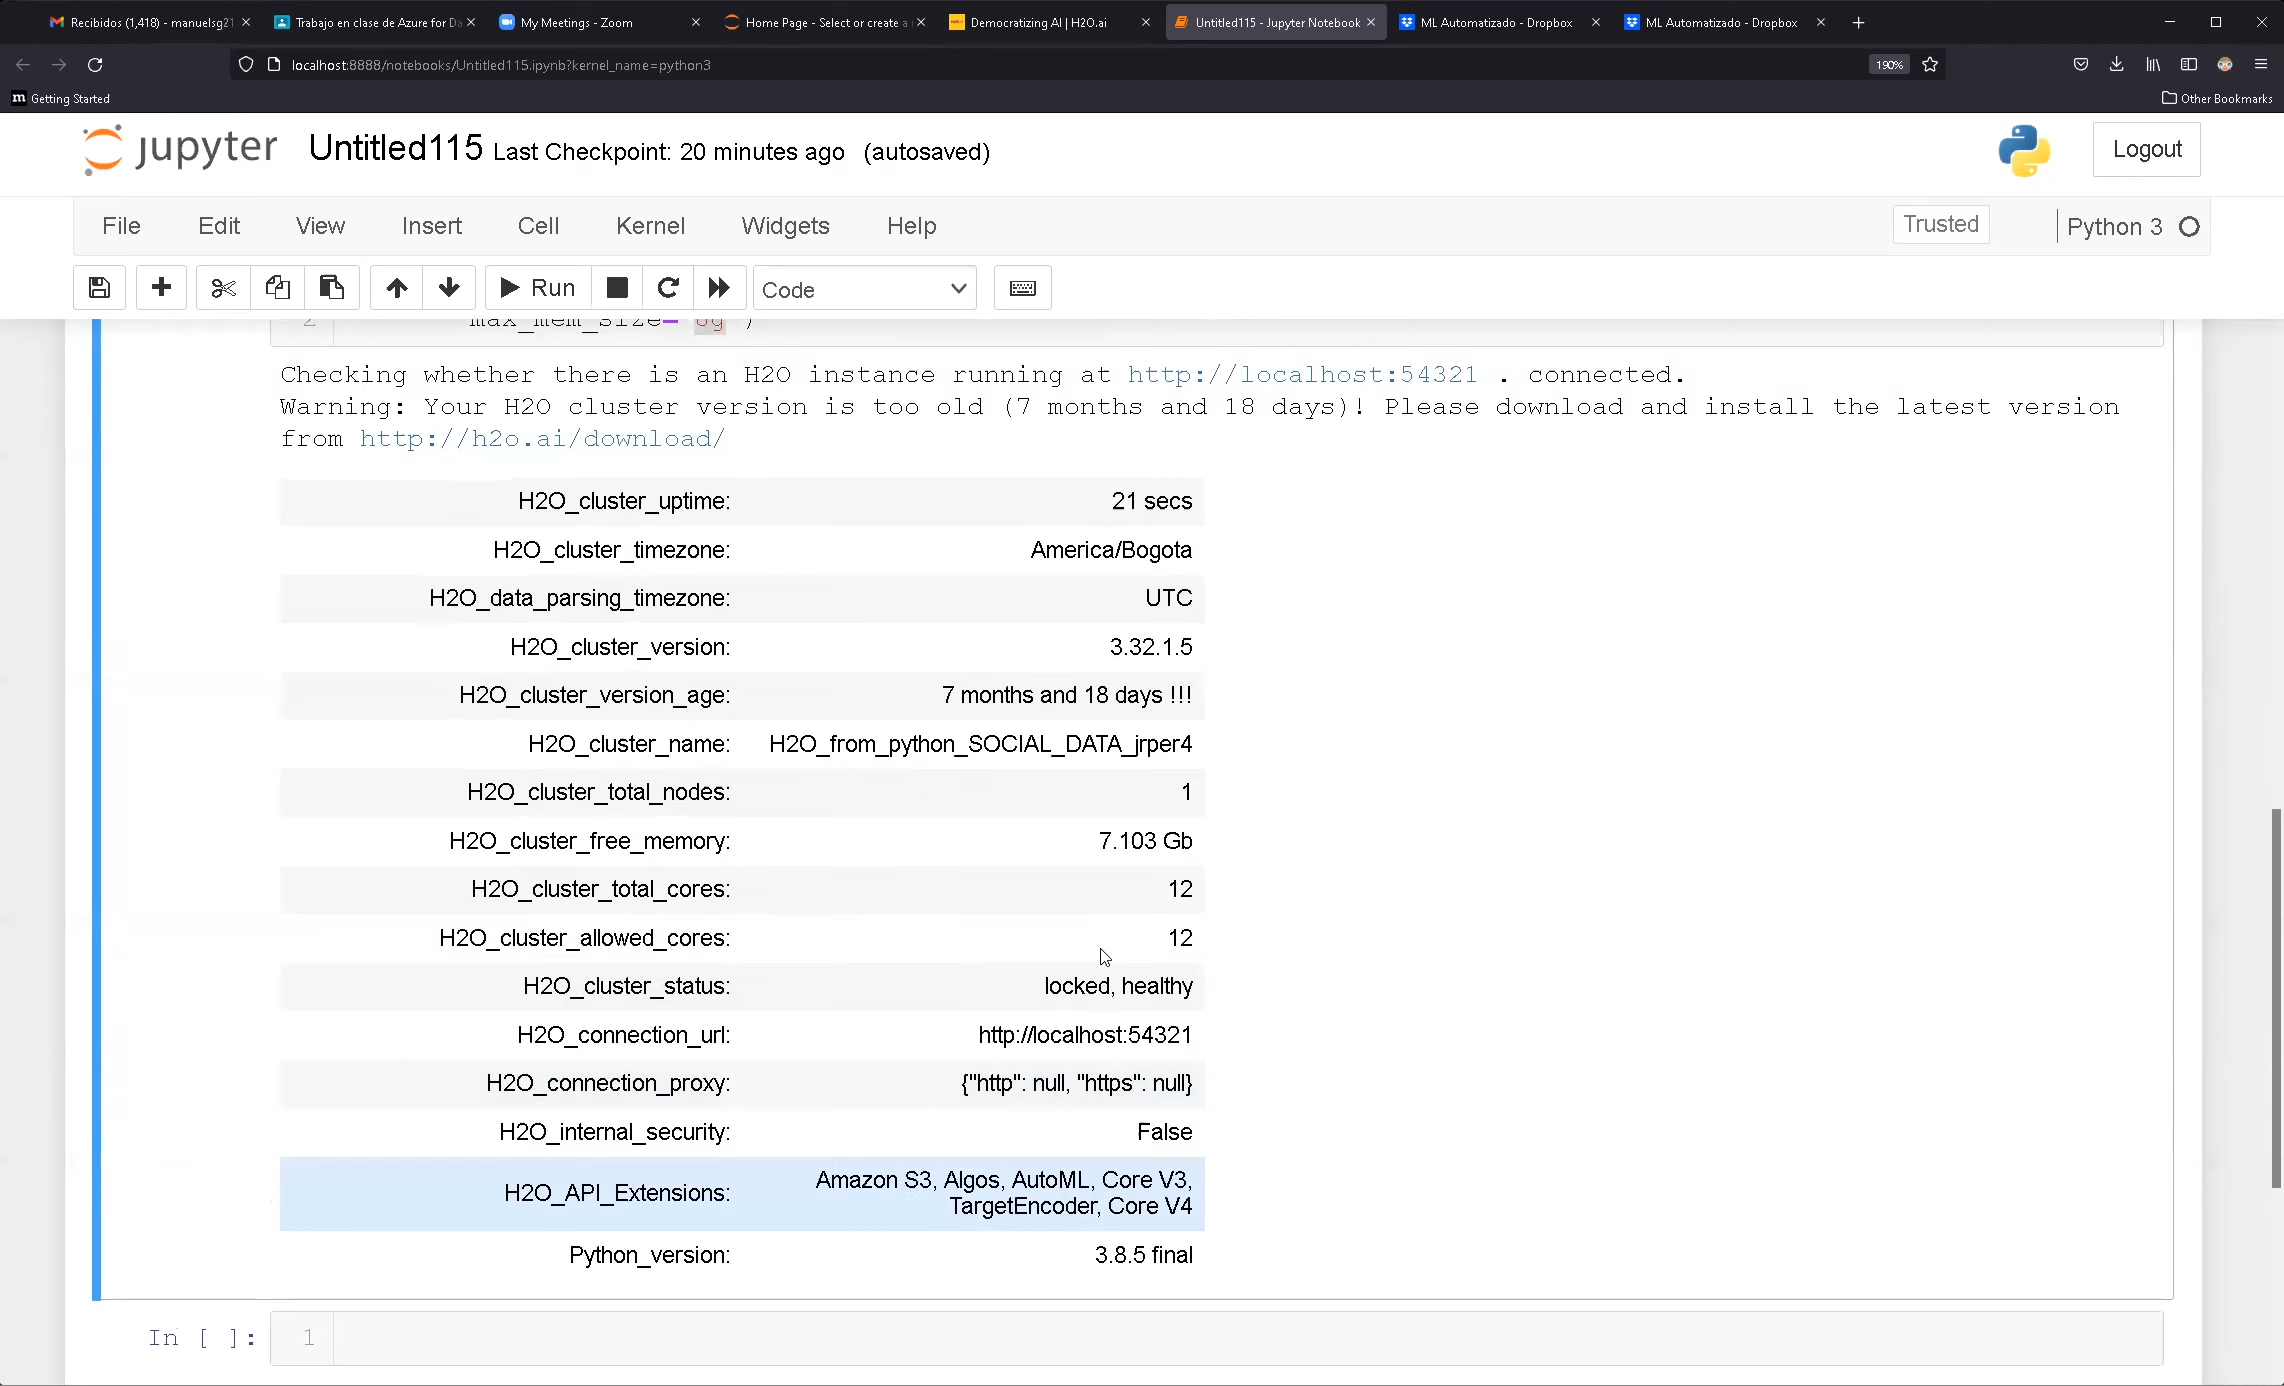 Recibidos (1,418) - manuelsg21
Trabajo en clase de Azure for Da
My Meetings - Zoom
Home Page - Select or create a
Democratizing AI | H2O.ai
Untitled115 - Jupyter Notebook
ML Automatizado - Dropbox
ML Automatizado - Dropbox
localhost:8888/notebooks/Untitled115.ipynb?kernel_name=python3
190%
m Getting Started
Other Bookmarks
jupyter Untitled115 Last Checkpoint: 20 minutes ago (autosaved)
Logout
File Edit View Insert Cell Kernel Widgets Help
Trusted
Python 3
Run
Code
2 max_mem_size=
Checking whether there is an H2O instance running at http://localhost:54321 . connected.
Warning: Your H2O cluster version is too old (7 months and 18 days)! Please download and install the latest version
from http://h2o.ai/download/
H2O_cluster_uptime: 21 secs
H2O_cluster_timezone: America/Bogota
H2O_data_parsing_timezone: UTC
H2O_cluster_version: 3.32.1.5
H2O_cluster_version_age: 7 months and 18 days !!!
H2O_cluster_name: H2O_from_python_SOCIAL_DATA_jrper4
H2O_cluster_total_nodes: 1
H2O_cluster_free_memory: 7.103 Gb
H2O_cluster_total_cores: 12
H2O_cluster_allowed_cores: 12
H2O_cluster_status: locked, healthy
H2O_connection_url: http://localhost:54321
H2O_connection_proxy: {"http": null, "https": null}
H2O_internal_security: False
H2O_API_Extensions: Amazon S3, Algos, AutoML, Core V3,
TargetEncoder, Core V4
Python_version: 3.8.5 final
In [ ]: 1